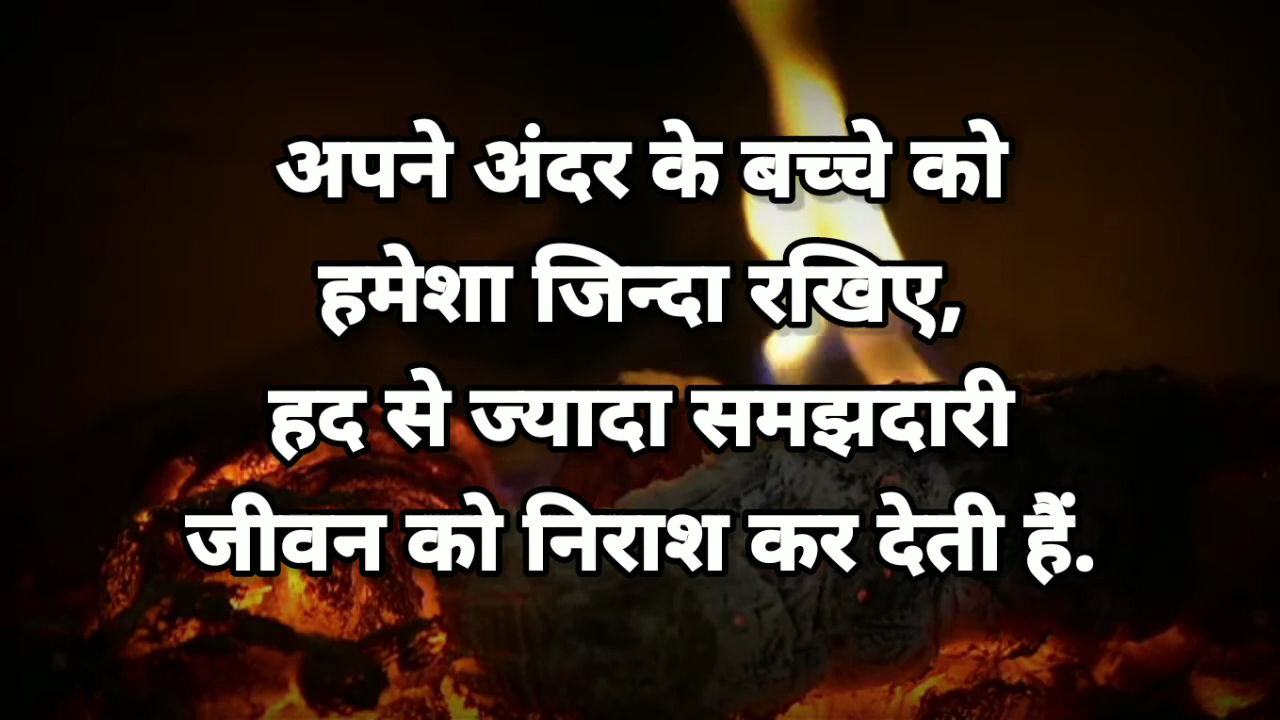 अपने अंदर के बच्चे को
हमेशा जिन्दा रखिए,
हद से ज्यादा समझदारी
जीवन को निराश कर देती हैं.